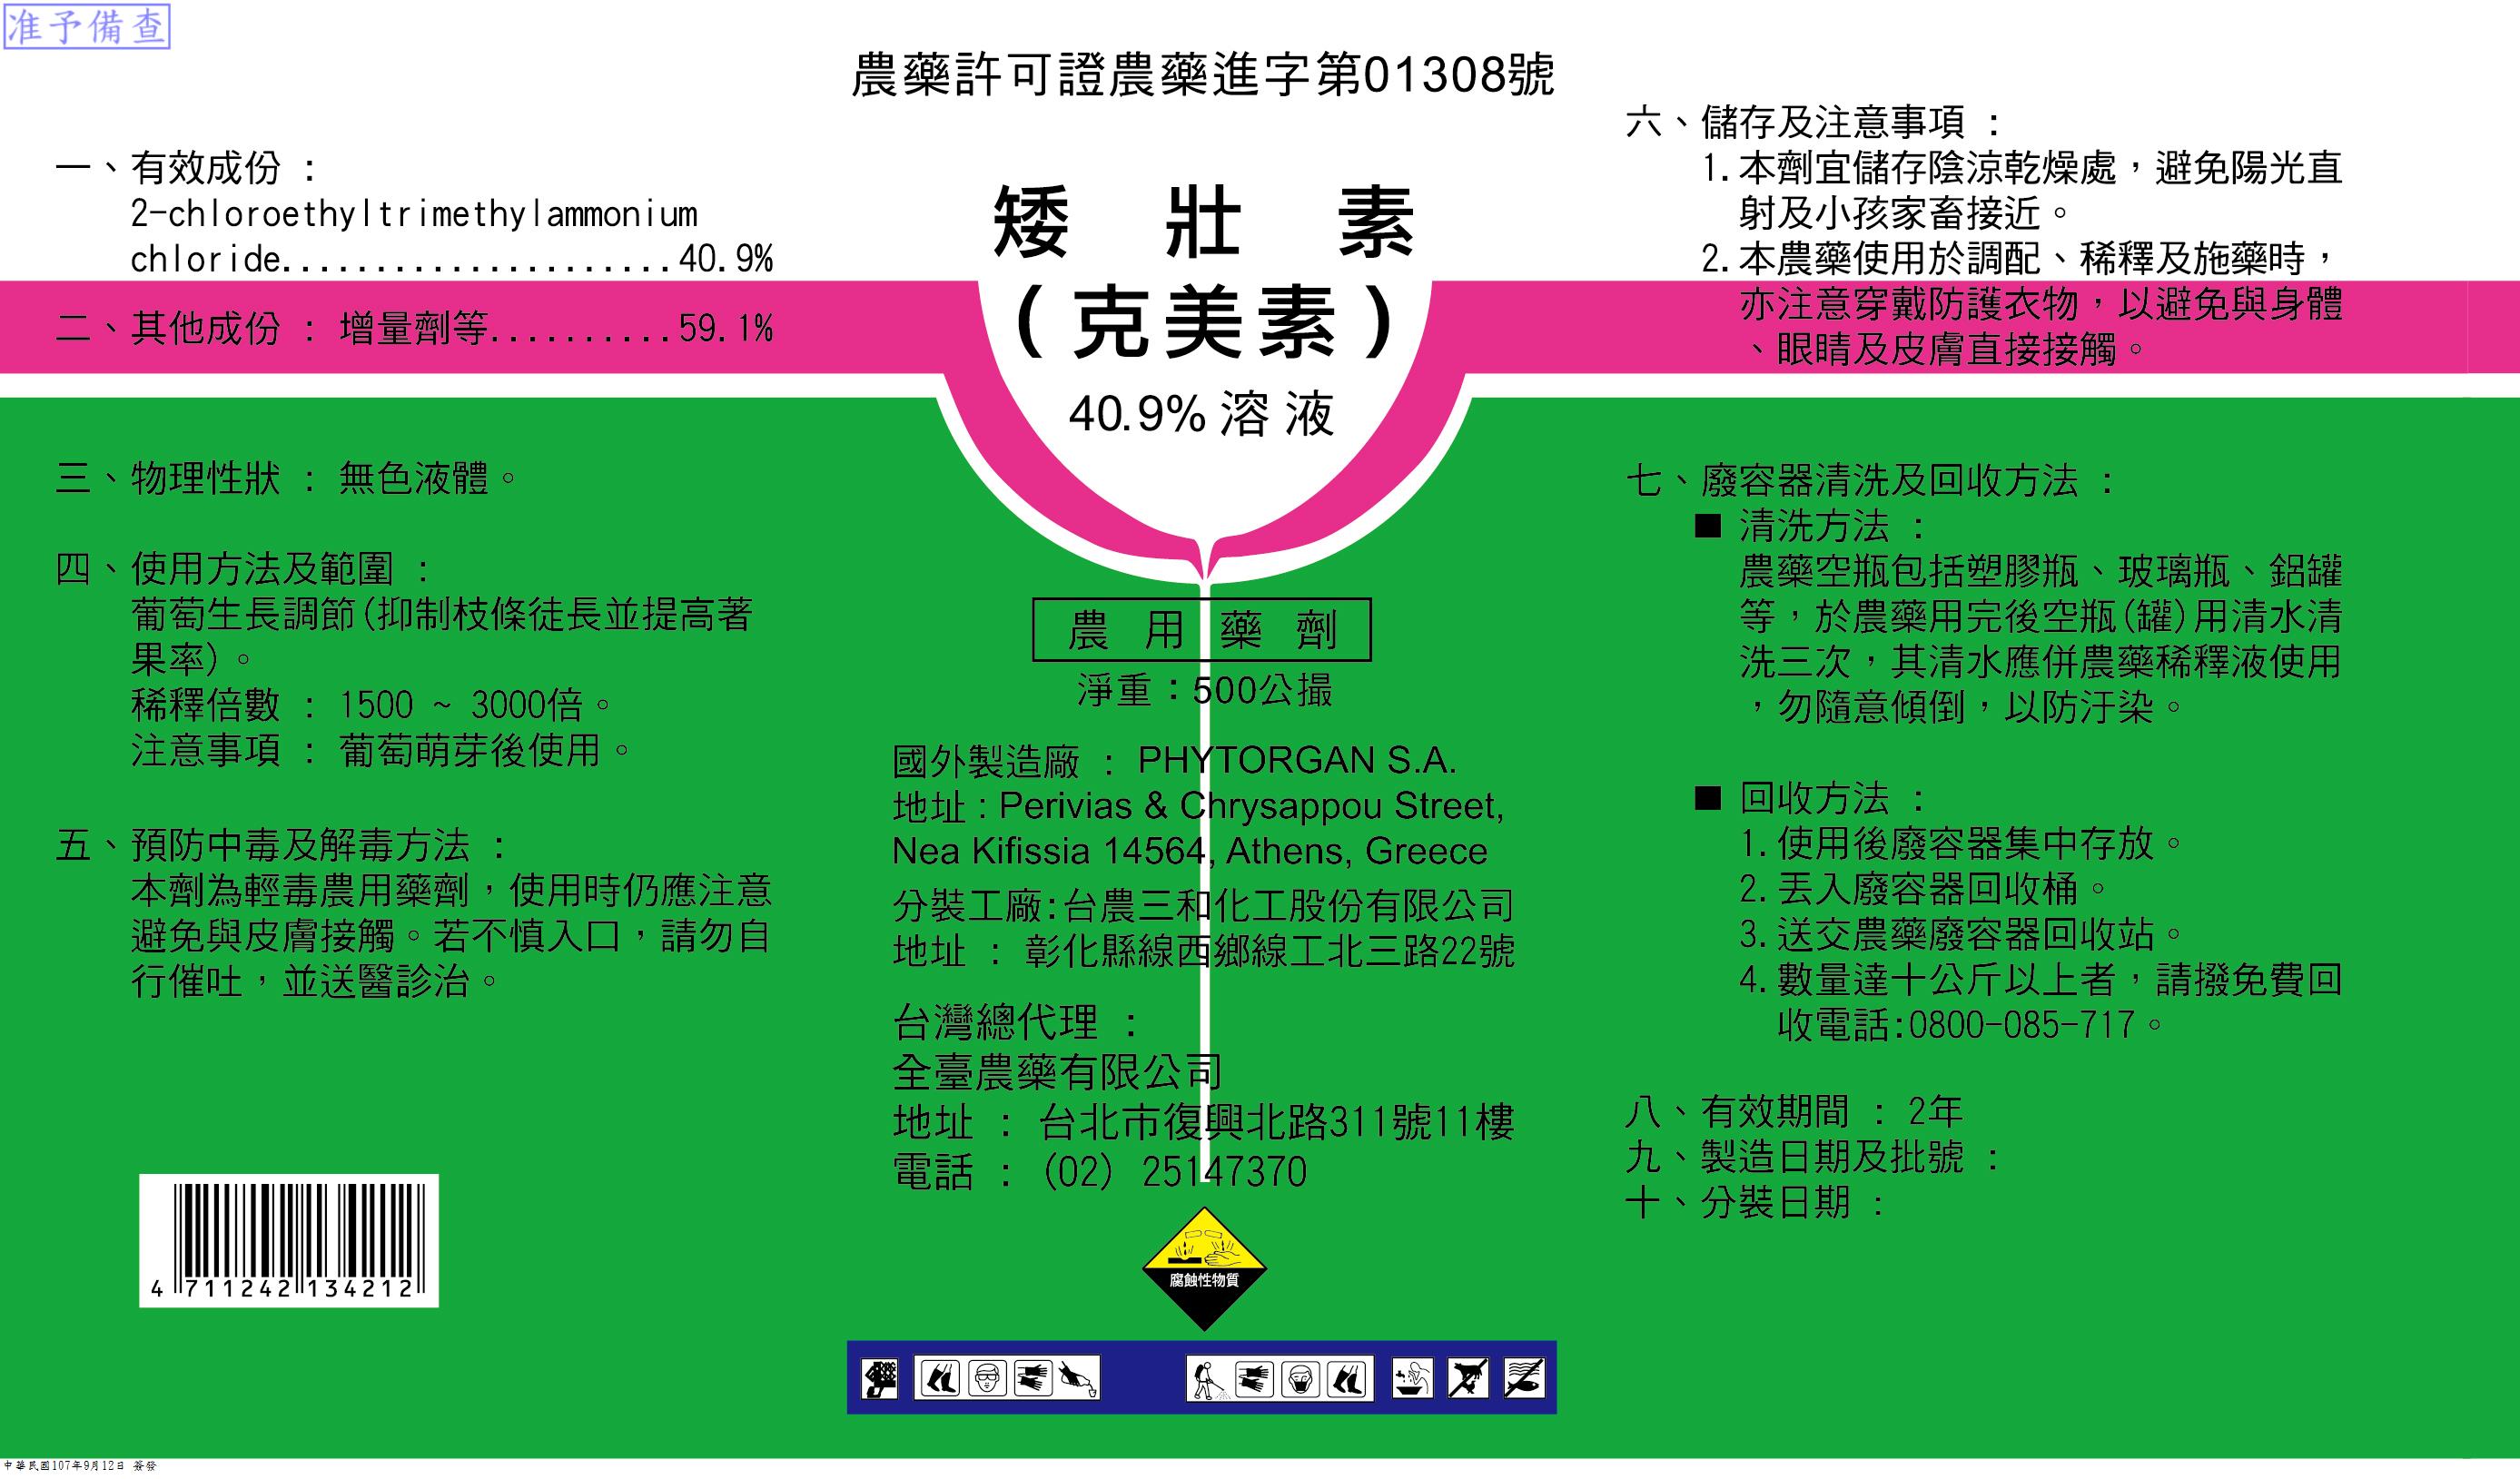 准予備查
農藥許可證農藥進字第01308號
一、有效成份：
2-chloroethyltrimethylammonium
chloride.....................40.9%
二、其他成份：增量劑等..........59.1%
三、物理性狀：無色液體。
四、使用方法及範圍：
葡萄生長調節(抑制枝條徒長並提高著
果率)。
稀釋倍數：1500 ~ 3000倍。
注意事項：葡萄萌芽後使用。
五、預防中毒及解毒方法：
本劑為輕毒農用藥劑，使用時仍應注意
避免與皮膚接觸。若不慎入口，請勿自
行催吐，並送醫診治。
4 711242 134212
矮壯素
(克美素)
40.9%溶液
農用藥劑
淨重：500公撮
國外製造廠：PHYTORGAN S.A.
地址：Perivias & Chrysappou Street,
Nea Kifissia 14564, Athens, Greece
分裝工廠:台農三和化工股份有限公司
地址：彰化縣線西鄉線工北三路22號
台灣總代理：
全臺農藥有限公司
地址：台北市復興北路311號11樓
電話：(02) 25147370
腐蝕性物質
六、儲存及注意事項：
1.本劑宜儲存陰涼乾燥處，避免陽光直
射及小孩家畜接近。
2.本農藥使用於調配、稀釋及施藥時，
亦注意穿戴防護衣物，以避免與身體
、眼睛及皮膚直接接觸。
七、廢容器清洗及回收方法：
■ 清洗方法：
農藥空瓶包括塑膠瓶、玻璃瓶、鋁罐
等，於農藥用完後空瓶(罐)用清水清
洗三次，其清水應併農藥稀釋液使用
，勿隨意傾倒，以防汙染。
■ 回收方法：
1.使用後廢容器集中存放。
2.丟入廢容器回收桶。
3.送交農藥廢容器回收站。
4.數量達十公斤以上者，請撥免費回
收電話:0800-085-717。
八、有效期間：2年
九、製造日期及批號：
十、分裝日期：
中華民國107年9月12日 簽發